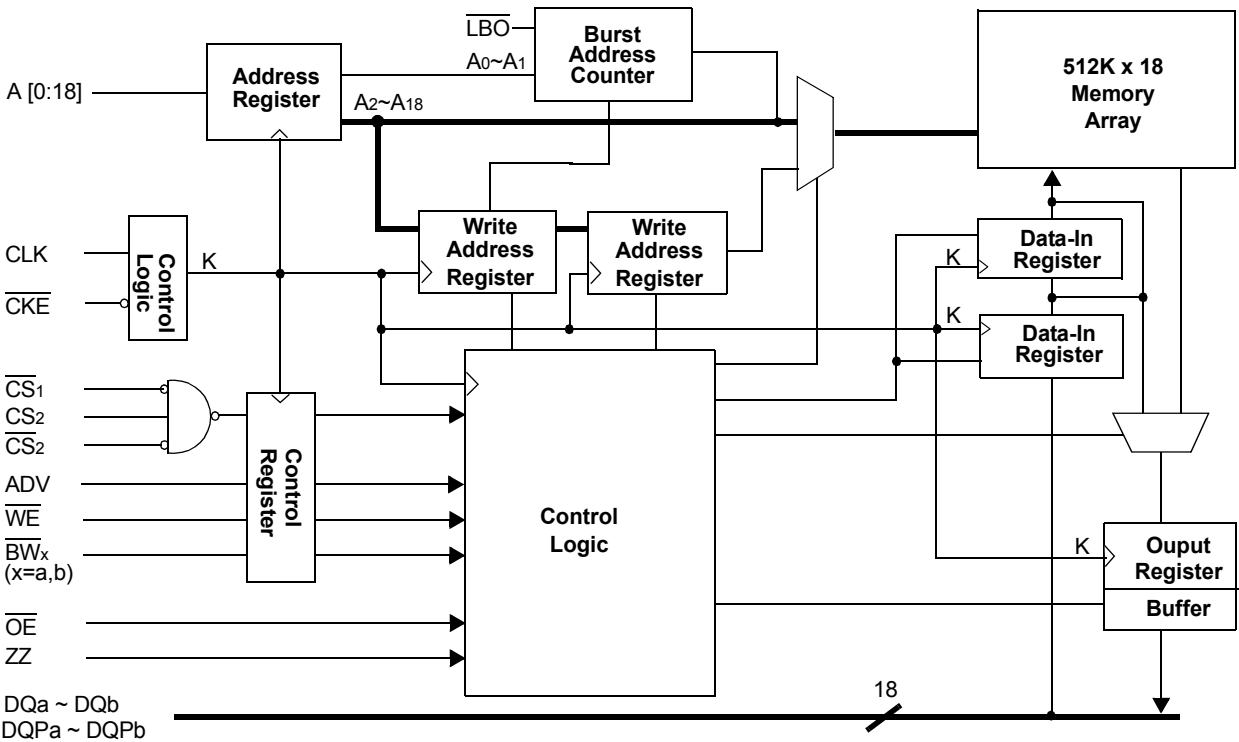 LBO
Burst
Address
Counter
A0~A1
Address
Register
A [0:18]
A2~A18
512K x 18
Memory
Array
Write
Address
Register
Write
Address
Register
Data-In
Register
K
CLK
Control
Logic
K
CKE
K
Data-In
Register
CS1
CS2
CS2
Control
Register
ADV
WE
BWx
(x=a,b)
Control
Logic
K
Ouput
Register
Buffer
OE
ZZ
18
DQa ~ DQb
DQPa ~ DQPb